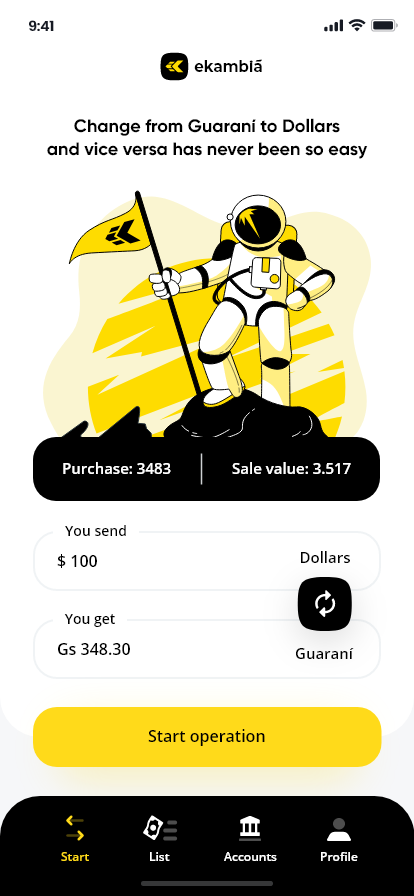 9:41
ekambiã
Change from Guaraní to Dollars
and vice versa has never been so easy
Purchase: 3483
Sale value: 3.517
You send
$ 100
Dollars
You get
Gs 348.30
Guaraní
Start operation
Start
List
Accounts
Profile